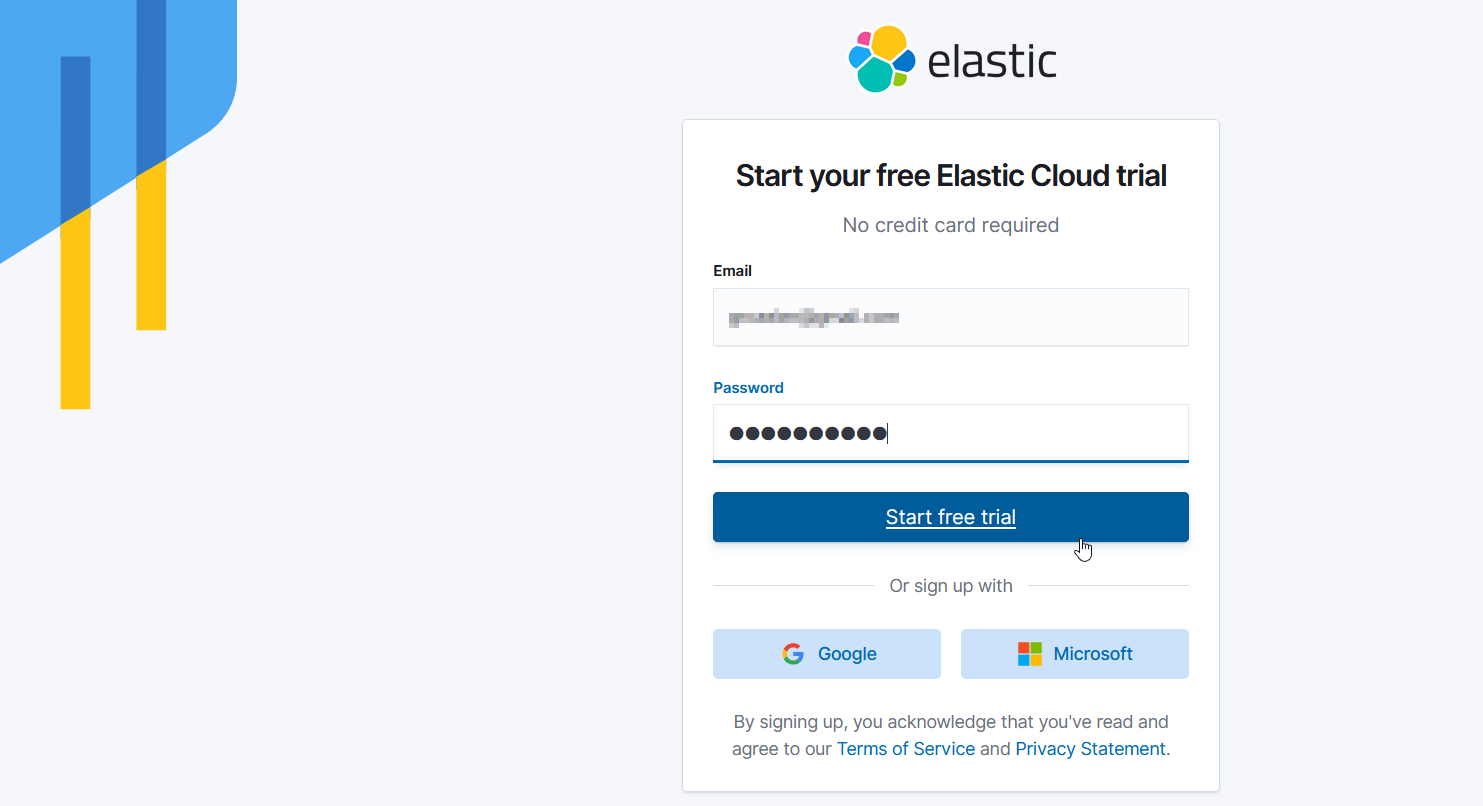 elastic
Start your free Elastic Cloud trial
No credit card required
Email
Password
Start free trial
Or sign up with
Google
Microsoft
By signing up, you acknowledge that you've read and
agree to our Terms of Service and Privacy Statement.